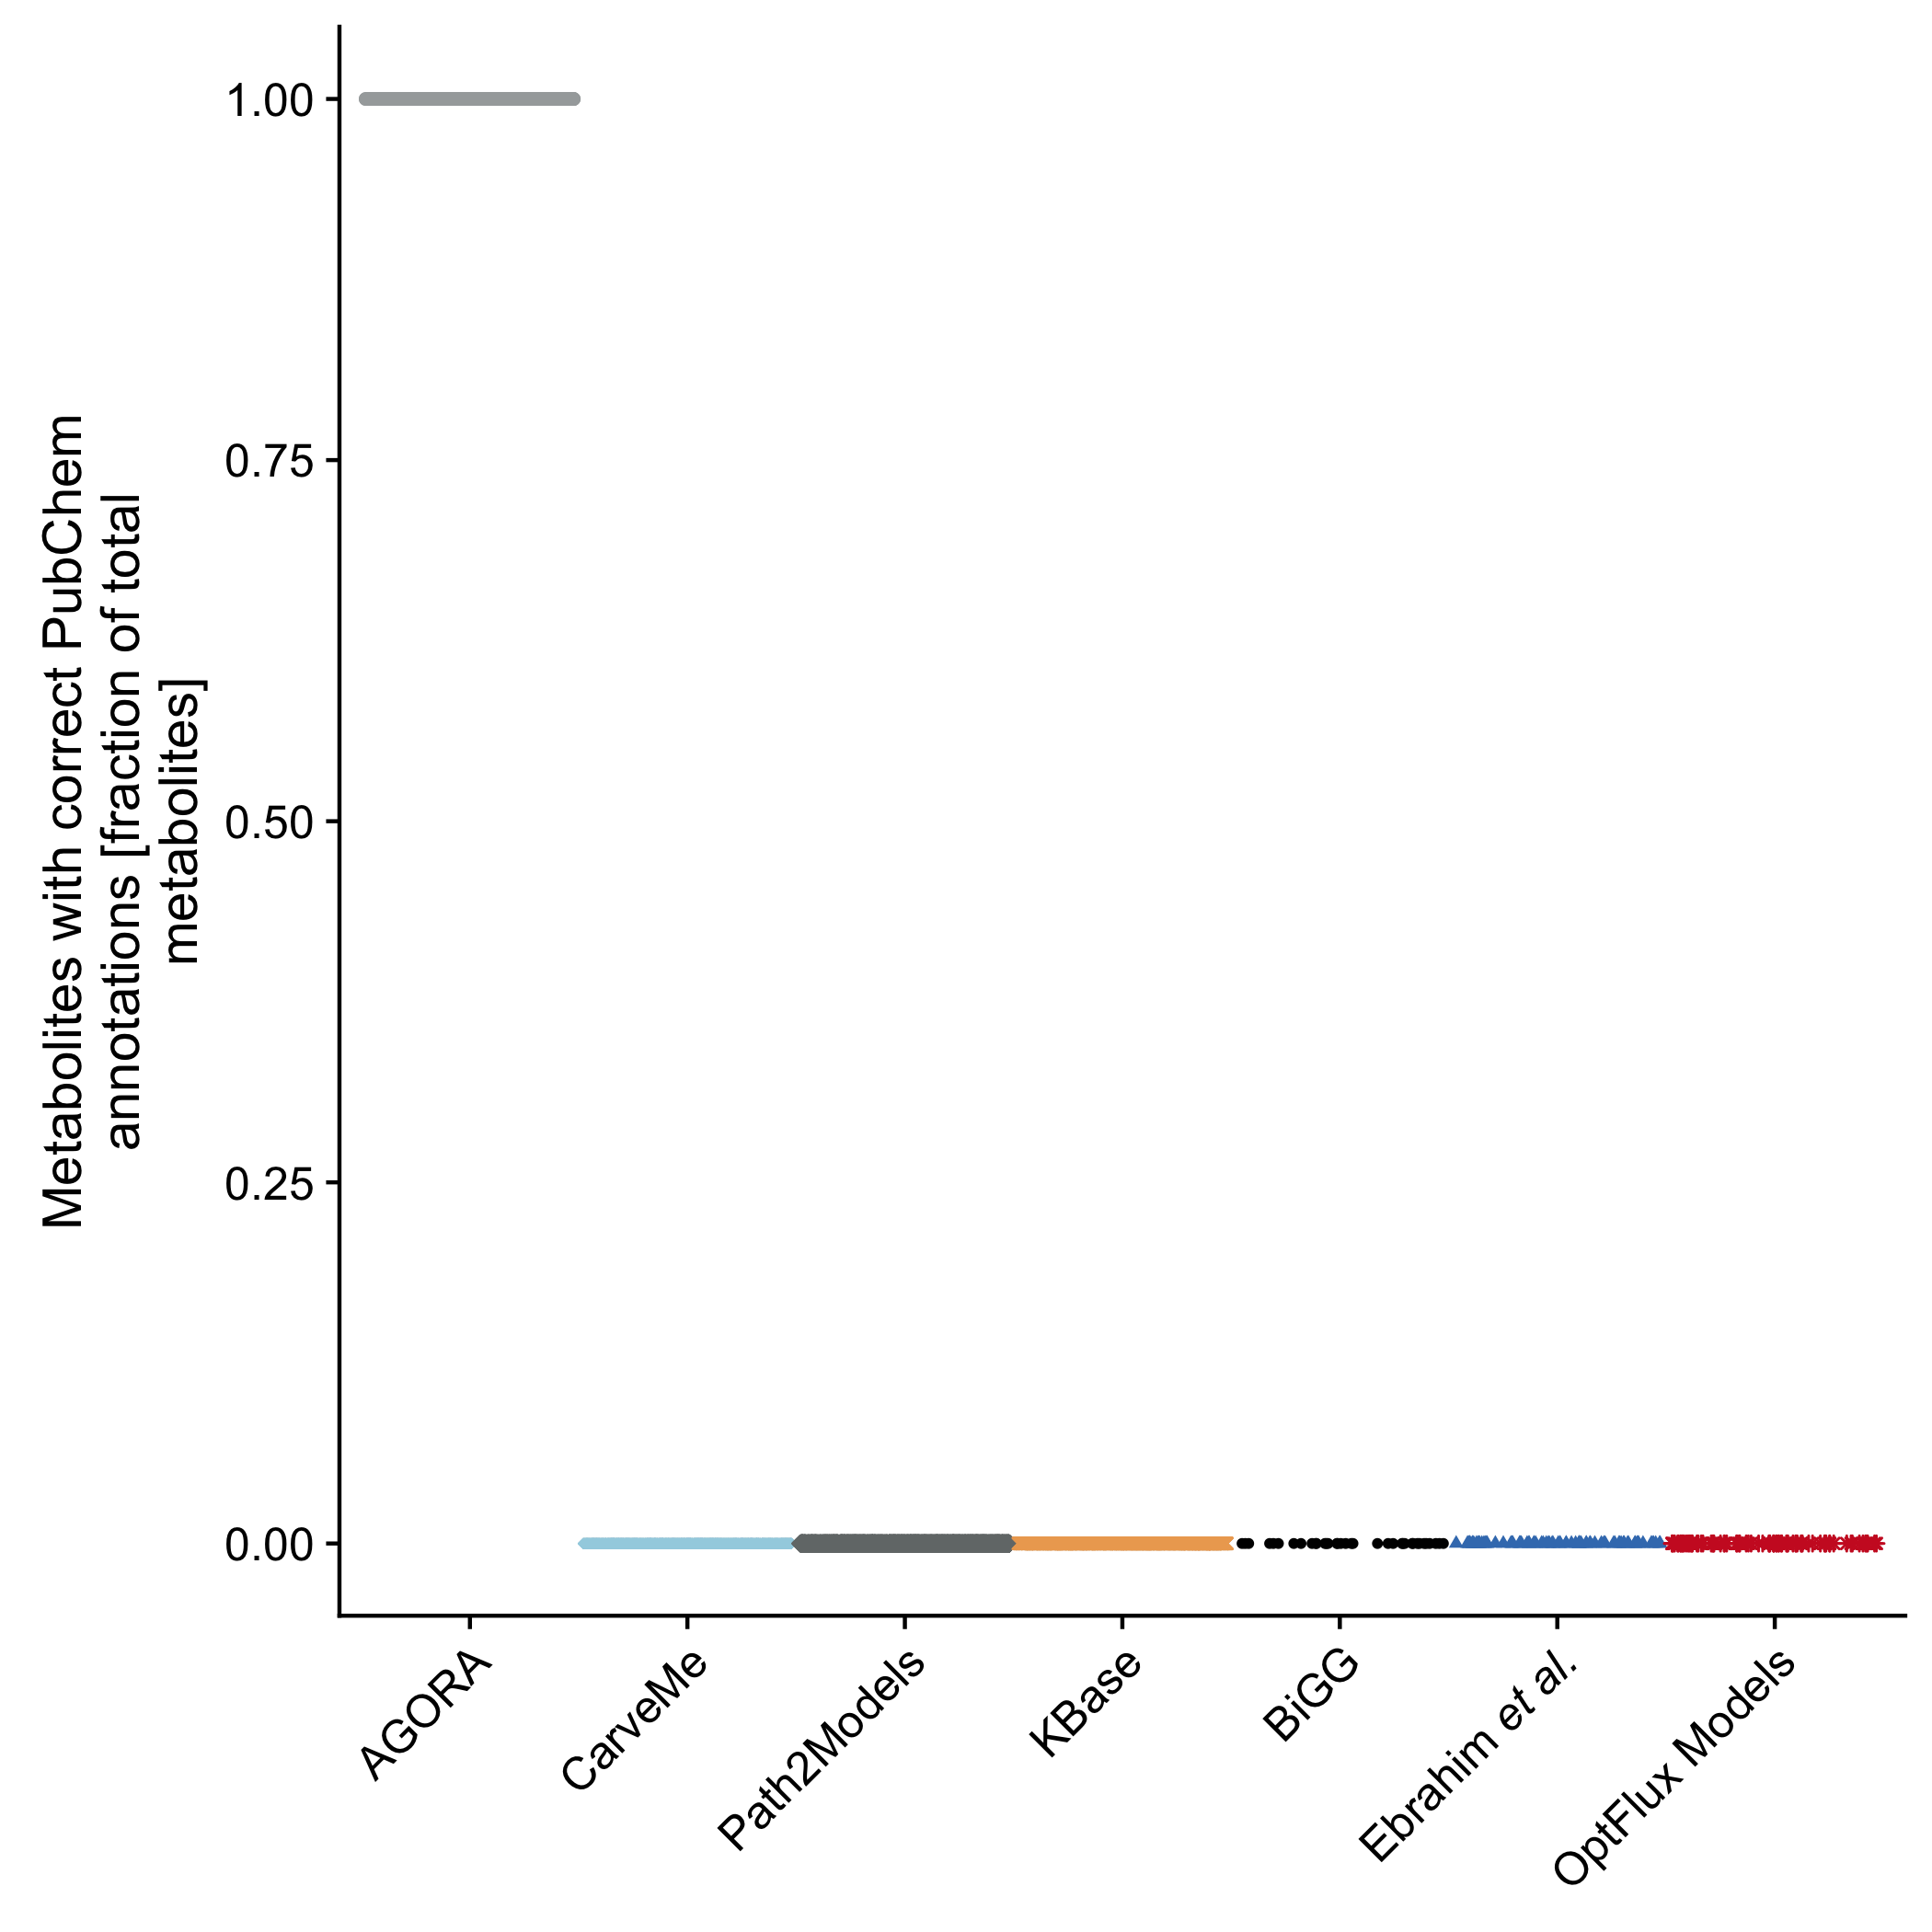 Metabolites with correct PubChem
annotations [fraction of total
metabolites]
1.00
0.75
0.50
0.25
0.00
AGORA
CarveMe
Path2Models
KBase
BiGG
Ebrahim et al.
OptFlux Models